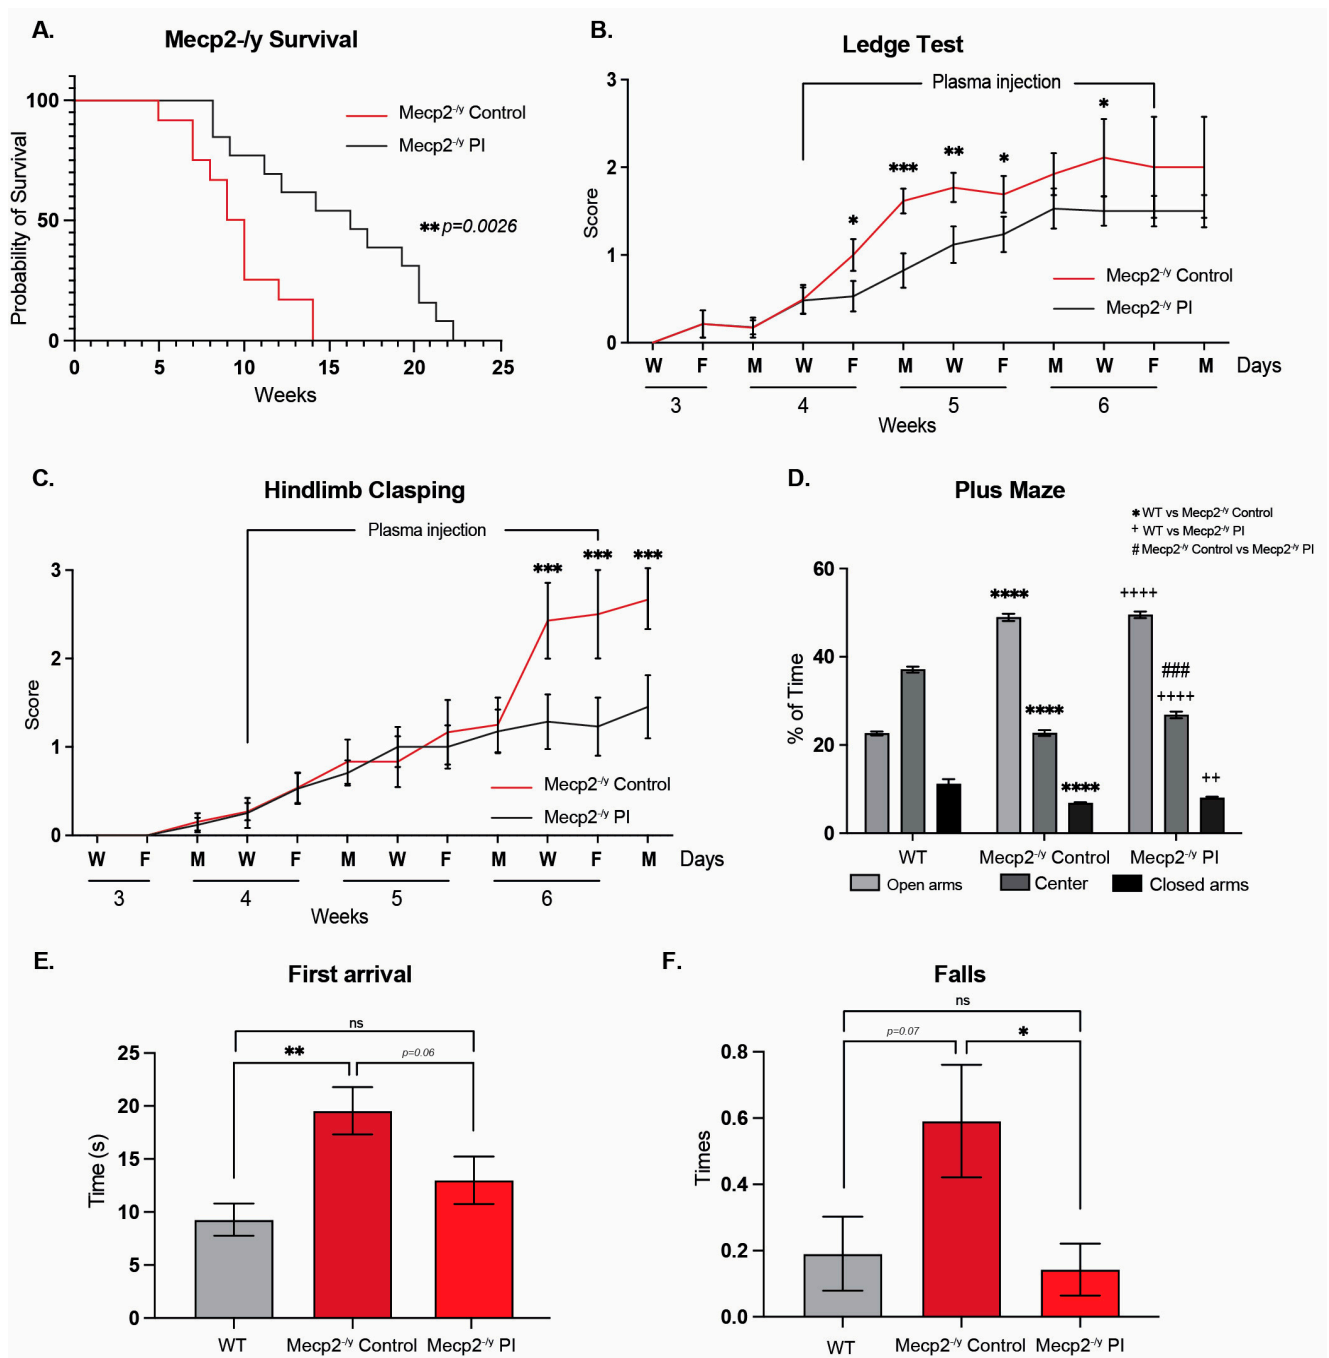 A.
Mecp2-/y Survival
Probability of Survival
100
50
0
0 5 10 15 20 25
Weeks
Mecp2-/y Control
Mecp2-/y PI
** p=0.0026
B.
Ledge Test
Plasma injection
Score
3
2
1
0
* *** ** * *
Mecp2-/y Control
Mecp2-/y PI
W F M W F M W F M W F M Days
3 4 5 6
Weeks
C.
Hindlimb Clasping
Plasma injection
Score
3
2
1
0
*** *** ***
Mecp2-/y Control
Mecp2-/y PI
W F M W F M W F M W F M Days
3 4 5 6
Weeks
D.
Plus Maze
* WT vs Mecp2-/y Control
+ WT vs Mecp2-/y PI
# Mecp2-/y Control vs Mecp2-/y PI
% of Time
60
40
20
0
**** **** ****
++++ ### ++++ ++
WT Mecp2-/y Control Mecp2-/y PI
Open arms Center Closed arms
E.
First arrival
ns
** p=0.06
Time (s)
25
20
15
10
5
0
WT Mecp2-/y Control Mecp2-/y PI
F.
Falls
ns
p=0.07 *
Times
0.8
0.6
0.4
0.2
0.0
WT Mecp2-/y Control Mecp2-/y PI